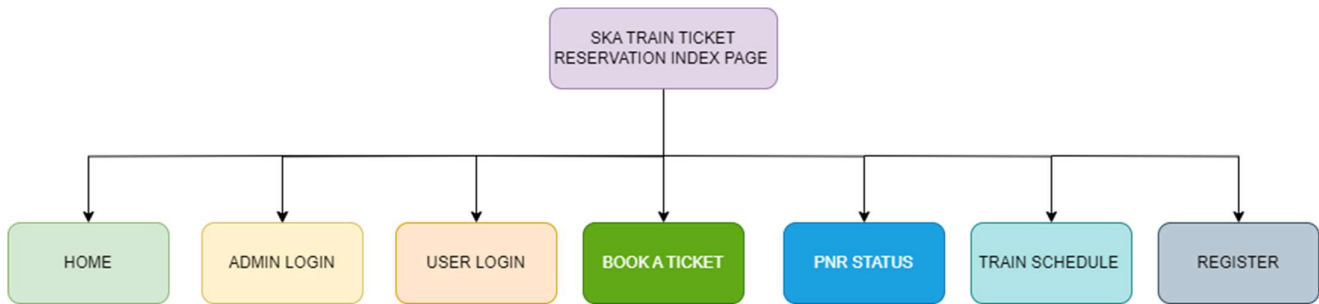 SKA TRAIN TICKET
RESERVATION INDEX PAGE
HOME
ADMIN LOGIN
USER LOGIN
BOOK A TICKET
PNR STATUS
TRAIN SCHEDULE
REGISTER